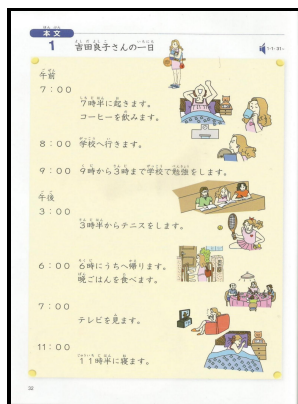 本文
1 吉田良子さんの一日
1-1-31
午前
7:00
7時半に起きます。
コーヒーを飲みます。
8:00 学校へ行きます。
9:00 9時から3時まで学校で勉強をします。
午後
3:00
3時半からテニスをします。
6:00 6時にうちへ帰ります。
晩ごはんを食べます。
7:00
テレビを見ます。
11:00
11時半に寝ます。
32